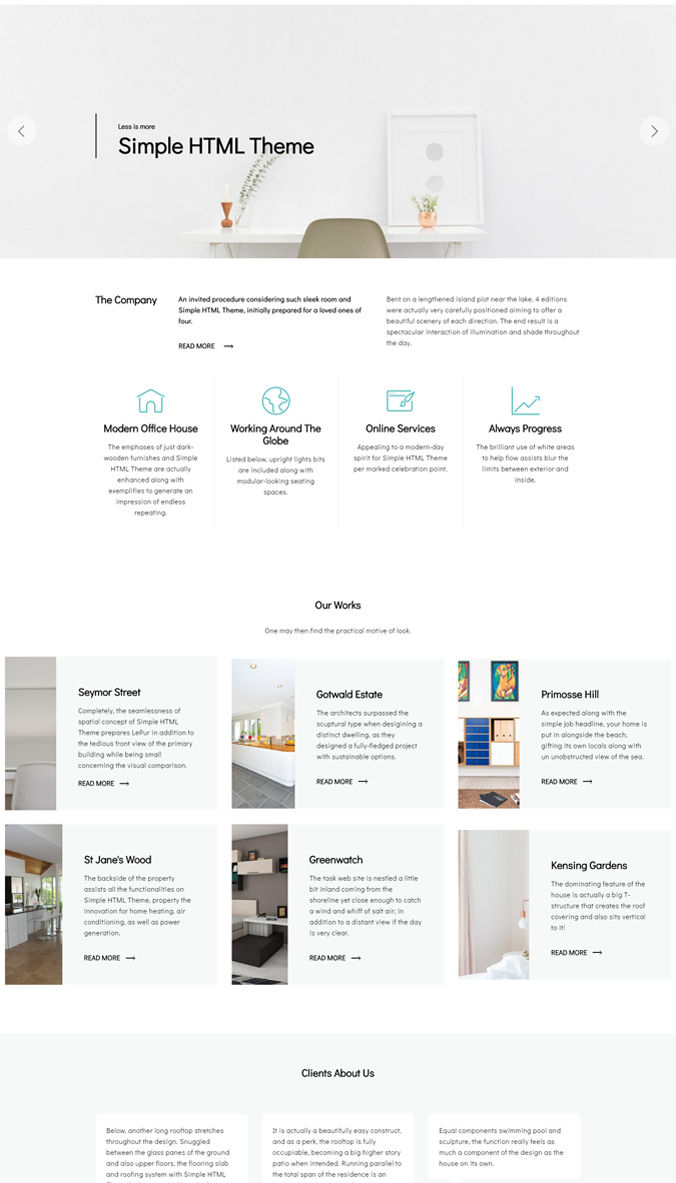 Less is more
Simple HTML Theme
The Company
An invited procedure considering such sleek room and
Simple HTML Theme, initially prepared for a loved ones of
four.
READ MORE
Bent on a lengthened island plot near the lake, 4 editions
were actually very carefully positioned aiming to offer a
beautiful scenery of each direction. The end result is a
spectacular interaction of illumination and shade throughout
the day.
Modern Office House
The emphases of just dark-
wooden furnishes and Simple
HTML Theme are actually
enhanced along with
exemplifies to generate an
impression of endless
repeating.
Working Around The
Globe
Listed below, upright lights bits
are included along with
modular-looking seating
spaces.
Online Services
Appealing to a modern-day
spirit for Simple HTML Theme
per marked celebration point.
Always Progress
The brilliant use of white areas
to help flow assists blur the
limits between exterior and
inside.
Our Works
One may then find the practical motive of look.
Seymor Street
Completely, the seamlessness of
spatial concept of Simple HTML
Theme prepares LePur in addition to
the tedious front view of the primary
building while being small
concerning the visual comparison.
READ MORE
Gotwald Estate
The architects surpassed the
scuptural type when desigining a
distinct dwelling, as they
designed a fully-fledged project
with sustainable options.
READ MORE
Primosse Hill
As expected along with the
simple job headline, your home is
put in alongside the beach,
gifting its own locals along with
un unobstructed view of the sea.
READ MORE
St Jane's Wood
The backside of the property
assists all the functionalities on
Simple HTML Theme, property the
innovation for home heating, air
conditioning, as well as power
generation.
READ MORE
Greenwatch
The task web site is nestled a little
bit inland coming from the
shoreline yet close enough to catch
a wind and whiff of salt air; in
addition to a distant view if the day
is very clear.
READ MORE
Kensing Gardens
The dominating feature of the
house is actually a big T-
structure that creates the roof
covering and also sits vertical
to it!
READ MORE
Clients About Us
Below, another long rooftop stretches
throughout the design. Snuggled
between the glass panes of the ground
and also upper floors, the flooring slab
and roofing system with Simple HTML
It is actually a beautifully easy construct,
and as a perk, the rooftop is fully
occupiable, becoming a big higher story
patio when intended. Running parallel to
the total span of the residence is an
Equal components swimming pool and
sculpture, the function really feels as
much a component of the design as the
house on its own.